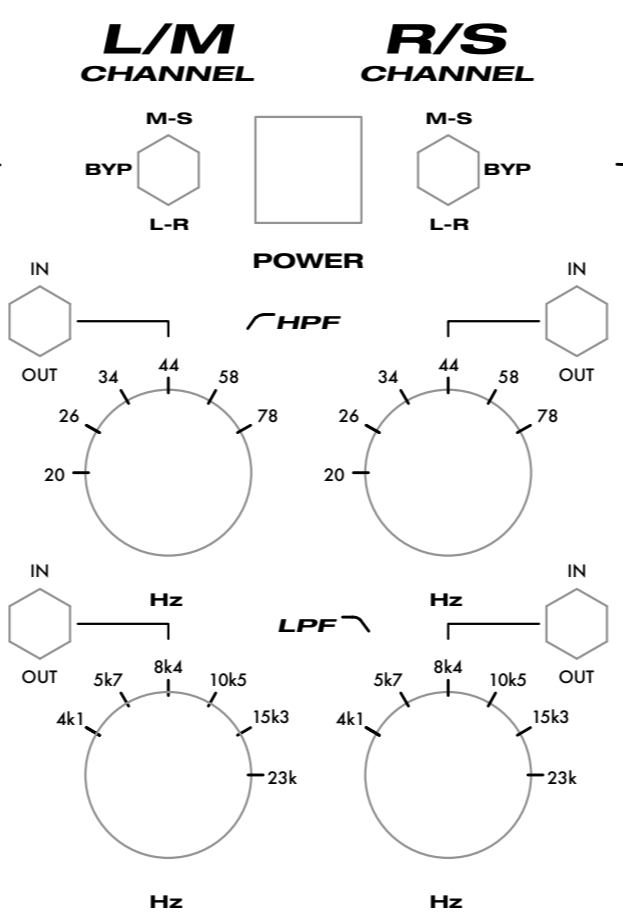 L/M R/S
CHANNEL CHANNEL
M-S M-S
BYP BYP
L-R L-R
POWER
IN IN
HPF
OUT OUT
44 44
34 58 34 58
26 78 26 78
20 20
Hz Hz
IN IN
LPF
OUT OUT
8k4 8k4
5k7 10k5 5k7 10k5
4k1 15k3 4k1 15k3
23k 23k
Hz Hz